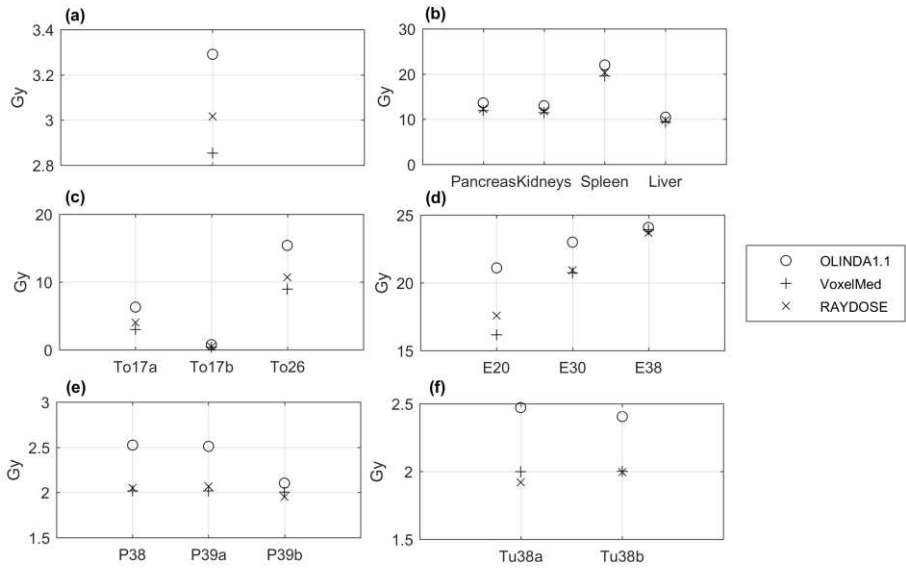 (a)
3.4
3.2
3
2.8
Gy
(b)
30
20
10
0
Gy
Pancreas Kidneys Spleen Liver
(c)
20
10
0
Gy
To17a To17b To26
(d)
25
20
15
Gy
E20 E30 E38
OLINDA1.1
VoxelMed
RAYDOSE
(e)
3
2.5
2
1.5
Gy
P38 P39a P39b
(f)
2.5
2
1.5
Gy
Tu38a Tu38b